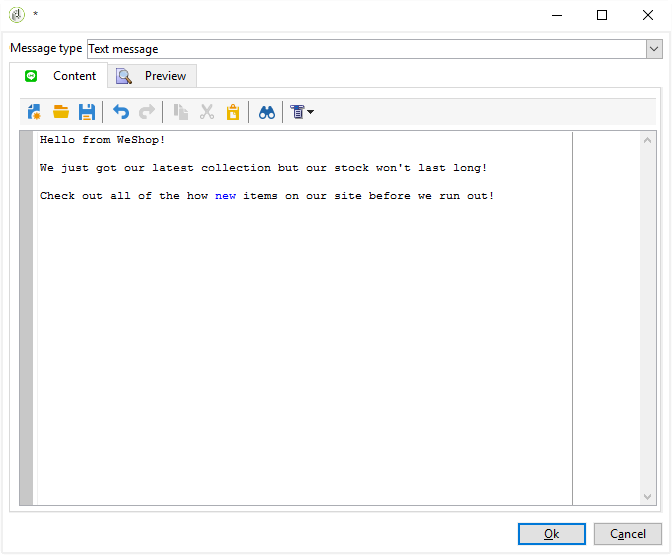 *
Message type Text message
Content Preview
Hello from WeShop!
We just got our latest collection but our stock won't last long!
Check out all of the how new items on our site before we run out!
Ok Cancel